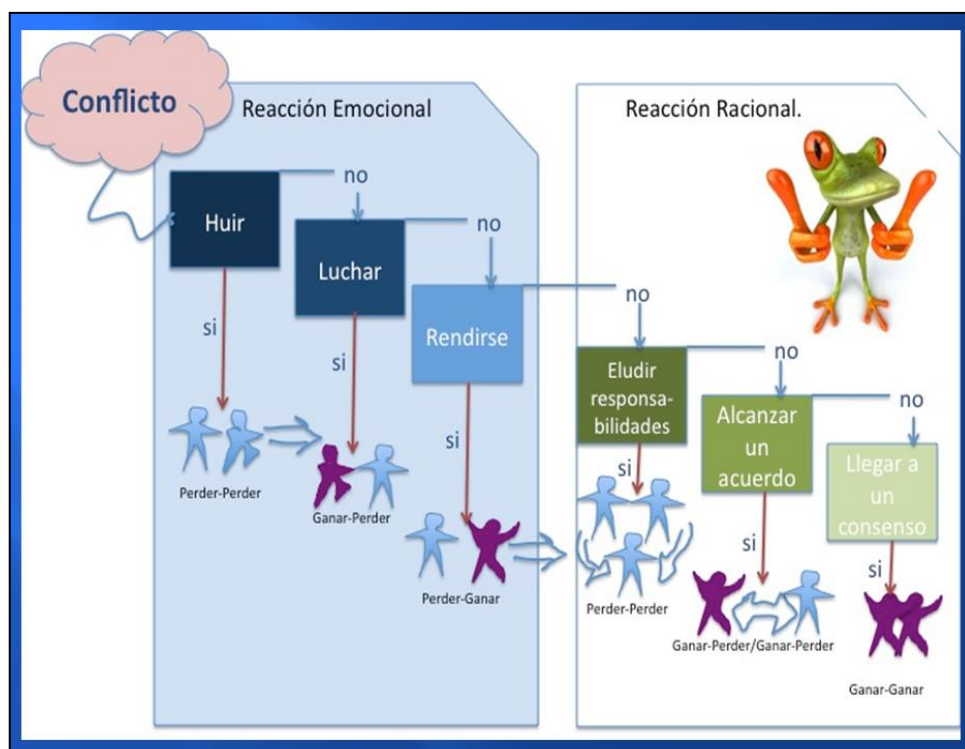 Conflicto
Reacción Emocional
Reacción Racional.
Huir
no
Luchar
no
Rendirse
no
si
si
si
Perder-Perder
Ganar-Perder
Perder-Ganar
Eludir
responsa-
bilidades
no
Alcanzar
un
acuerdo
no
Llegar a
un
consenso
si
si
si
Perder-Perder
Ganar-Perder/Ganar-Perder
Ganar-Ganar